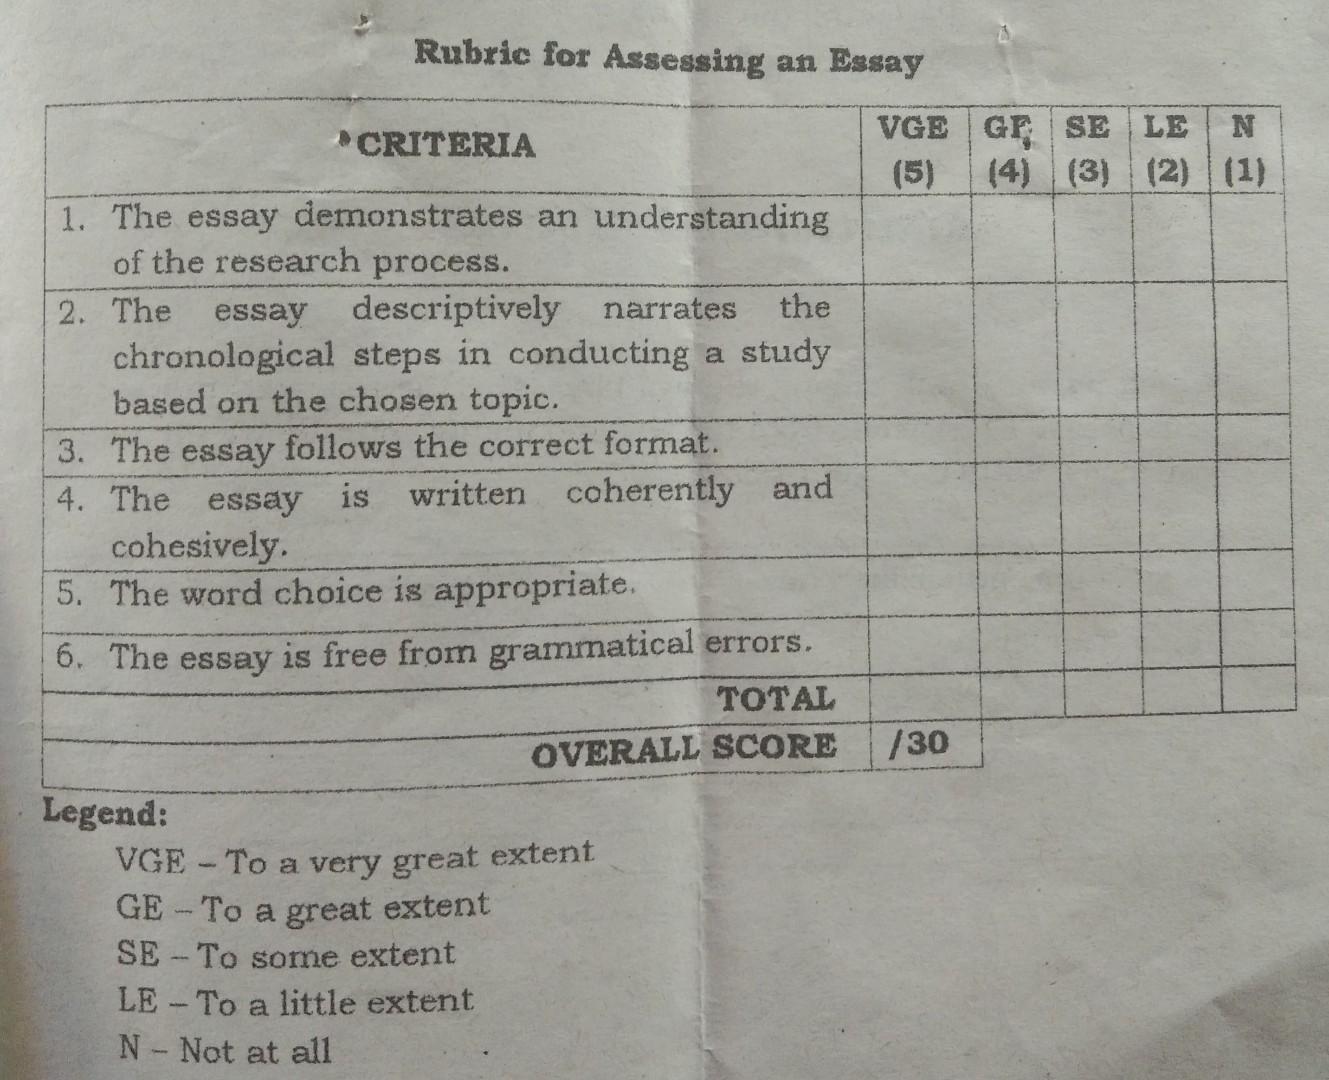 Rubric for Assessing an Essay
CRITERIA
VGE GE SE LE N
(5) (4) (3) (2) (1)
1. The essay demonstrates an understanding
of the research process.
2. The essay descriptively narrates the
chronological steps in conducting a study
based on the chosen topic.
3. The essay follows the correct format.
4. The essay is written coherently and
cohesively.
5. The word choice is appropriate.
6. The essay is free from grammatical errors.
TOTAL
OVERALL SCORE /30
Legend:
VGE – To a very great extent
GE – To a great extent
SE – To some extent
LE – To a little extent
N – Not at all